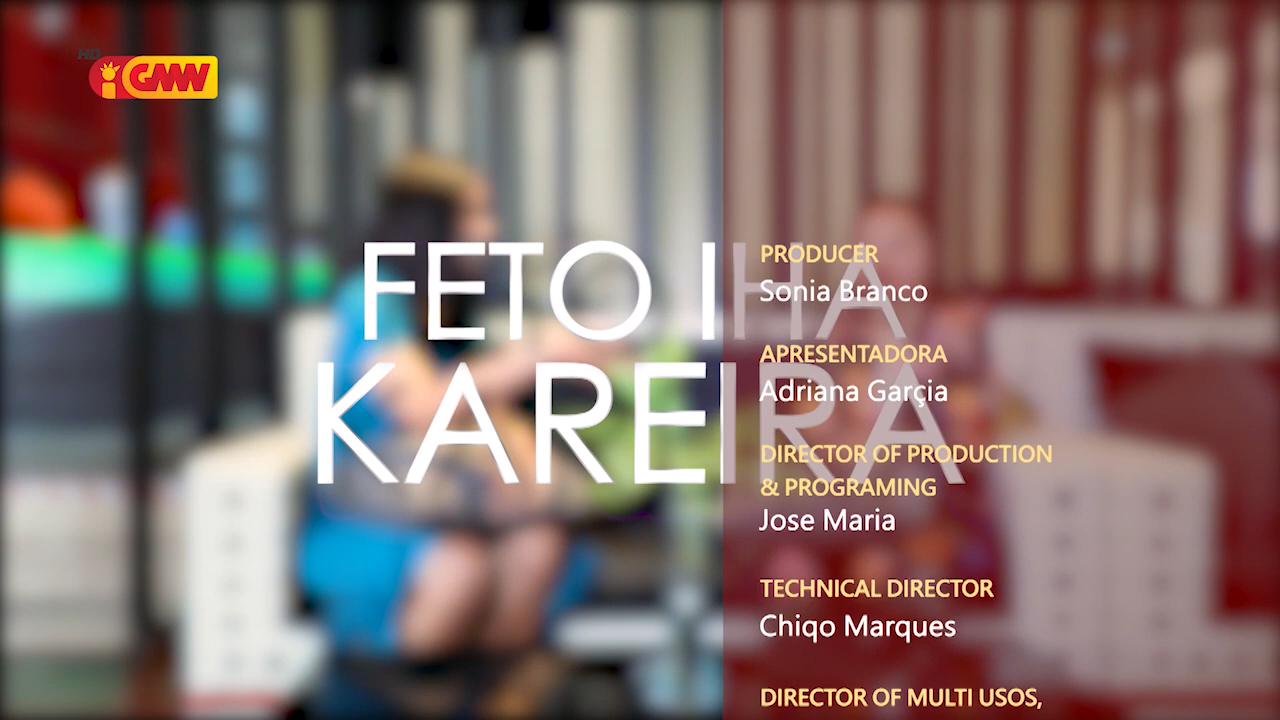 HD
GMN
FETO IHA
KAREIRA
PRODUCER
Sonia Branco
APRESENTADORA
Adriana Garçia
DIRECTOR OF PRODUCTION
& PROGRAMING
Jose Maria
TECHNICAL DIRECTOR
Chiqo Marques
DIRECTOR OF MULTI USOS,